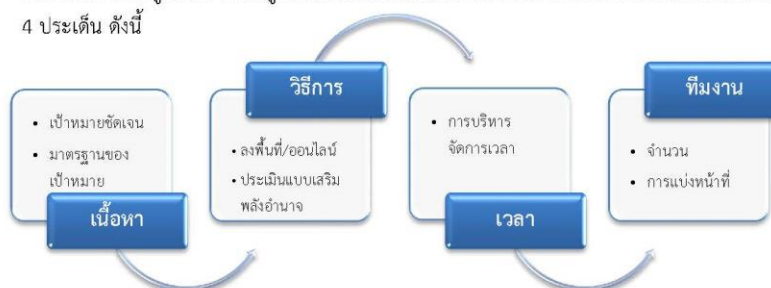 4 ประเด็น ดังนี้
วิธีการ
ทีมงาน
• เป้าหมายชัดเจน
• มาตรฐานของ
เป้าหมาย
เนื้อหา
• ลงพื้นที่/ออนไลน์
• ประเมินแบบเสริม
พลังอำนาจ
• การบริหาร
จัดการเวลา
เวลา
• จำนวน
• การแบ่งหน้าที่